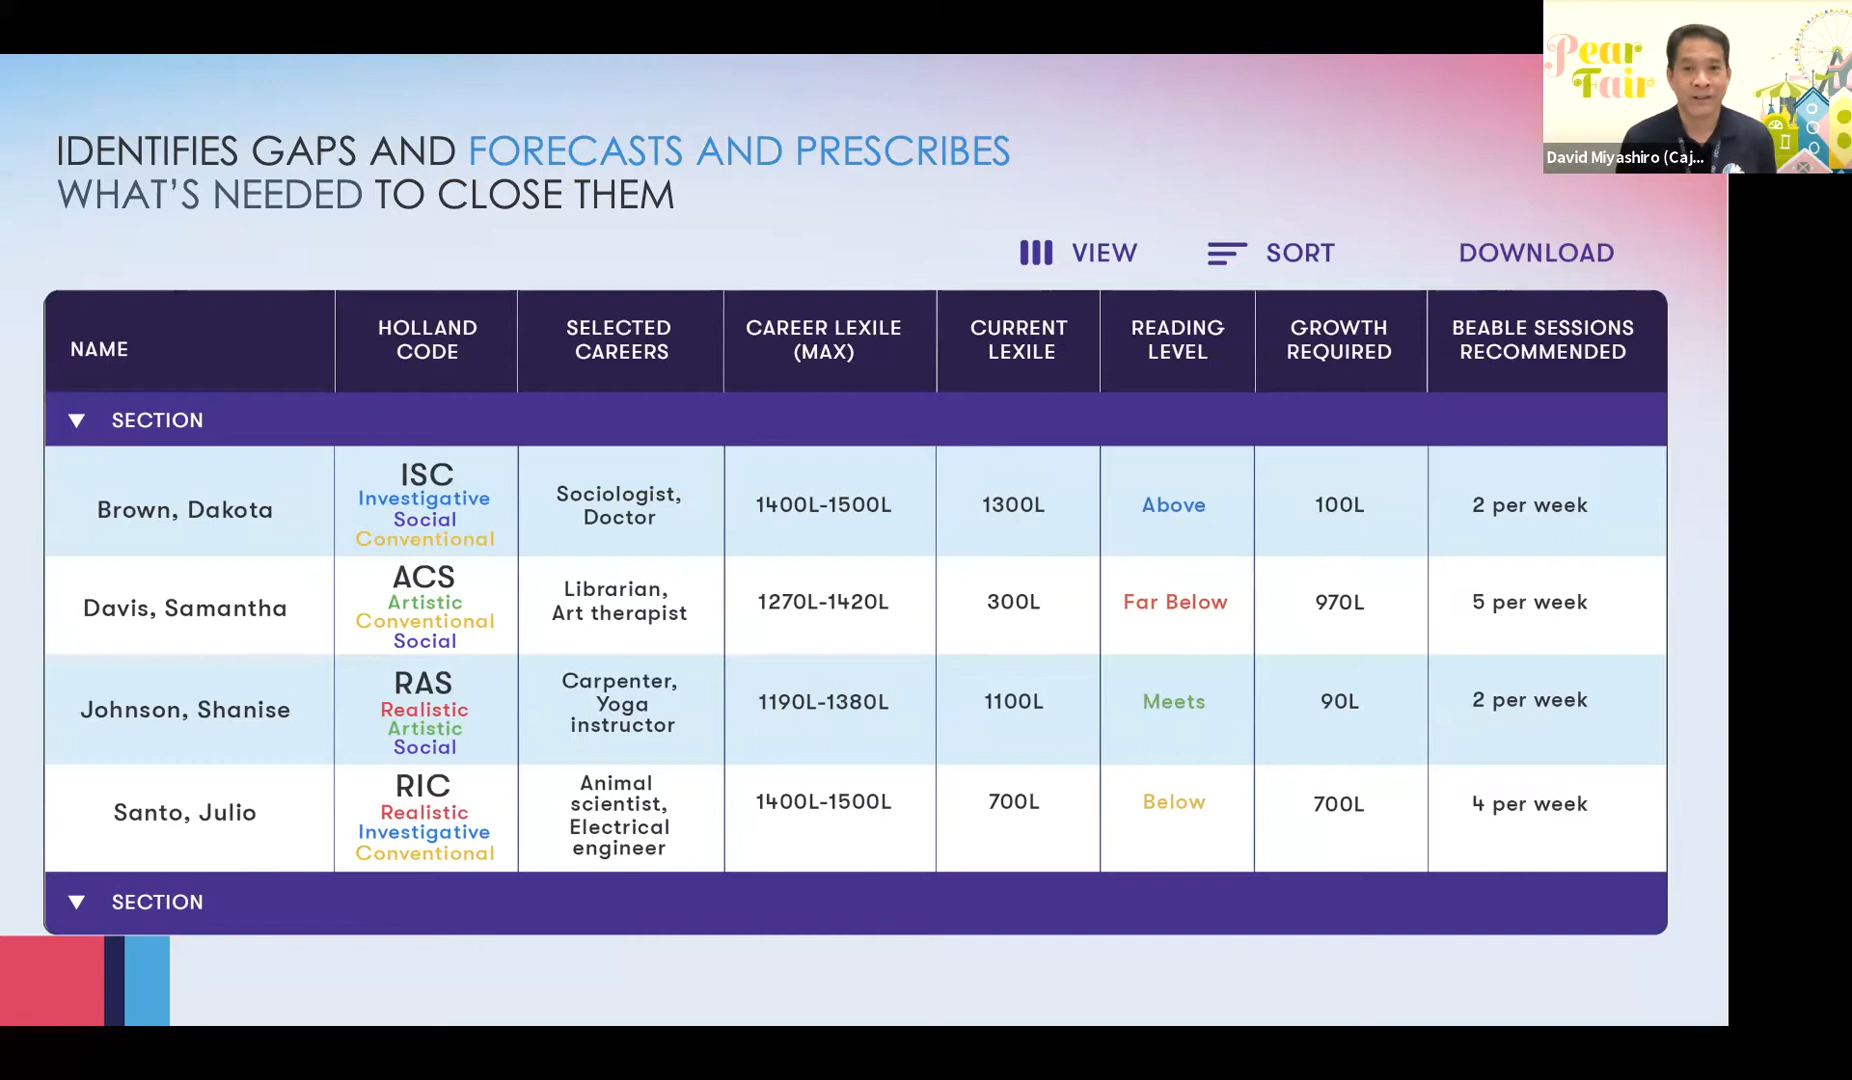 Pear
Fair
David Miyashiro (Caj...
IDENTIFIES GAPS AND FORECASTS AND PRESCRIBES
WHAT'S NEEDED TO CLOSE THEM
VIEW
SORT
DOWNLOAD
NAME
HOLLAND
CODE
SELECTED
CAREERS
CAREER LEXILE
(MAX)
CURRENT
LEXILE
READING
LEVEL
GROWTH
REQUIRED
BEABLE SESSIONS
RECOMMENDED
SECTION
Brown, Dakota
ISC
Investigative
Social
Conventional
Sociologist,
Doctor
1400L-1500L
1300L
Above
100L
2 per week
Davis, Samantha
ACS
Artistic
Conventional
Social
Librarian,
Art therapist
1270L-1420L
300L
Far Below
970L
5 per week
Johnson, Shanise
RAS
Realistic
Artistic
Social
Carpenter,
Yoga
instructor
1190L-1380L
1100L
Meets
90L
2 per week
Santo, Julio
RIC
Realistic
Investigative
Conventional
Animal
scientist,
Electrical
engineer
1400L-1500L
700L
Below
700L
4 per week
SECTION